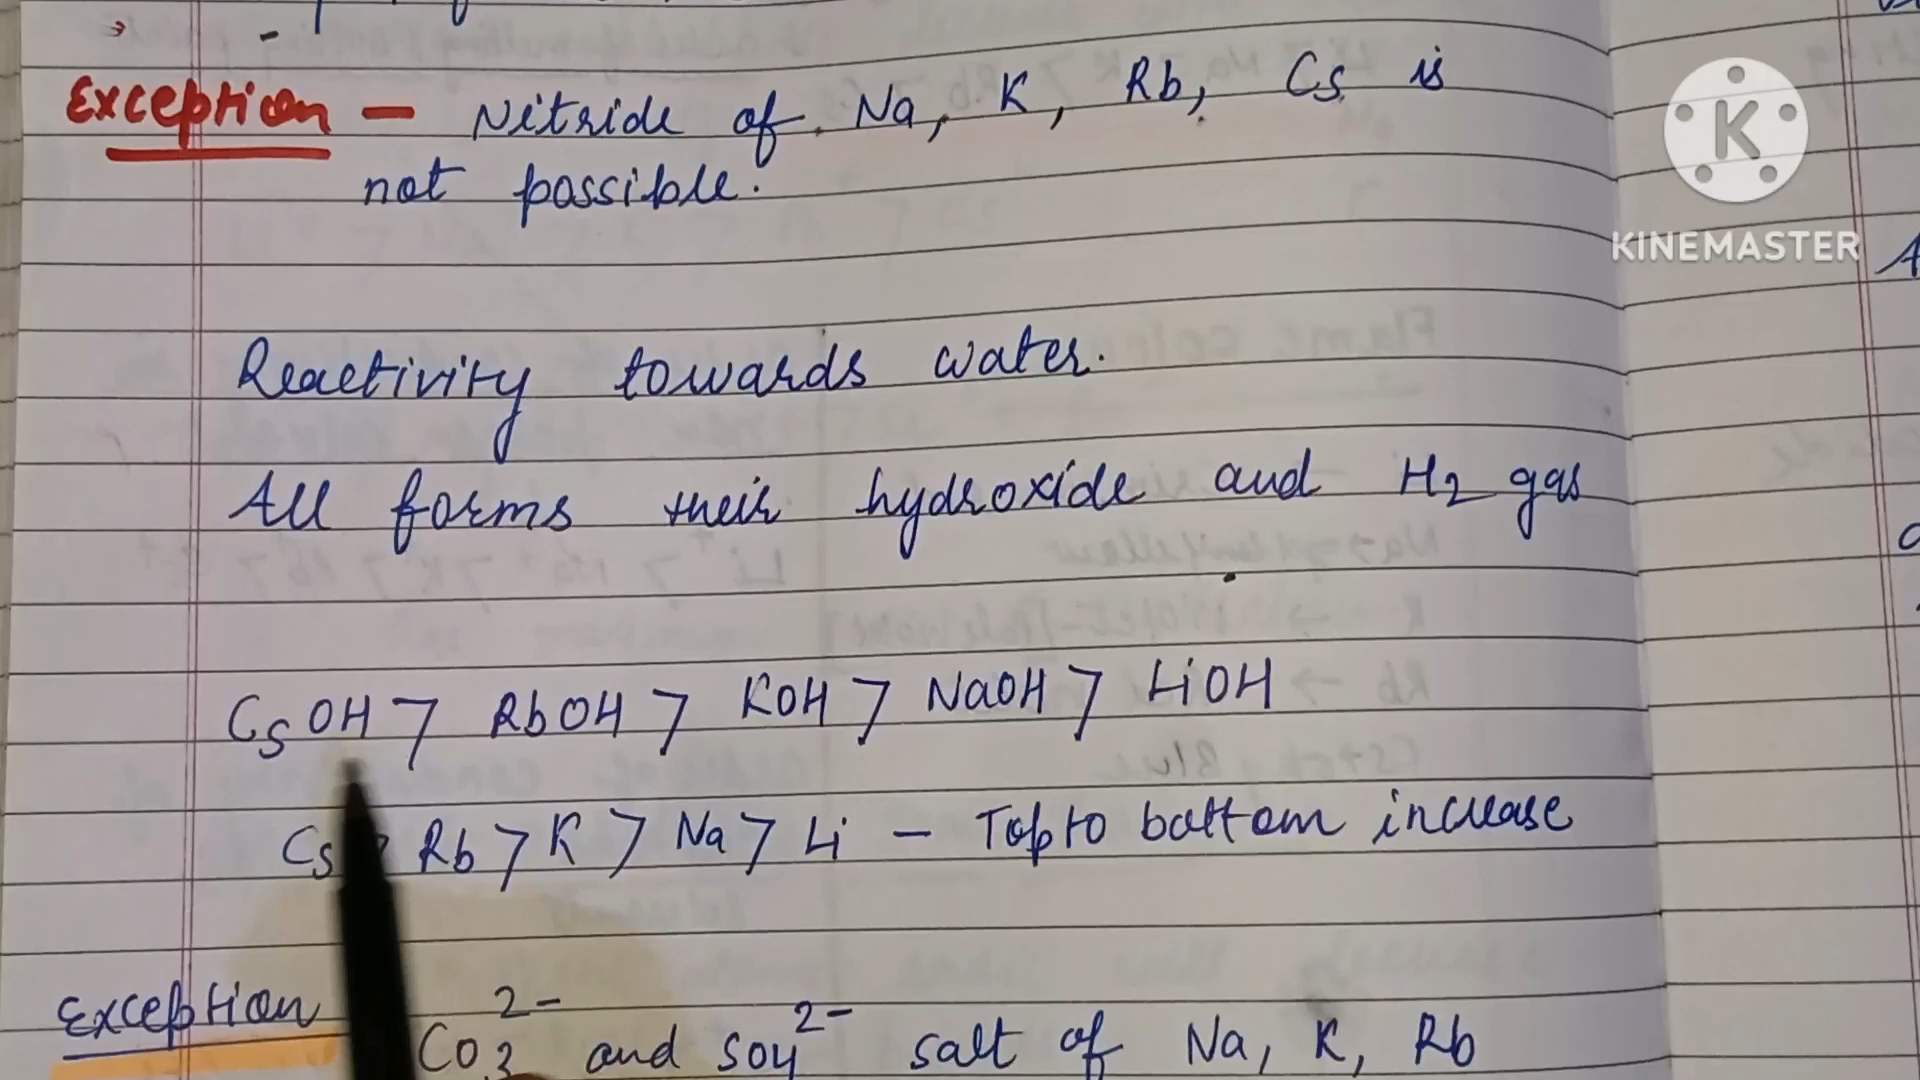 Exception - Nitride of Na, K, Rb, Cs is
not possible.
K
KINEMASTER
Reactivity towards water.
All forms their hydroxide and H2 gas
CsOH > RbOH > KOH > NaOH > LiOH
Cs > Rb > K > Na > Li - Top to bottom increase
Exception CO3 2- and SO4 2- salt of Na, K, Rb